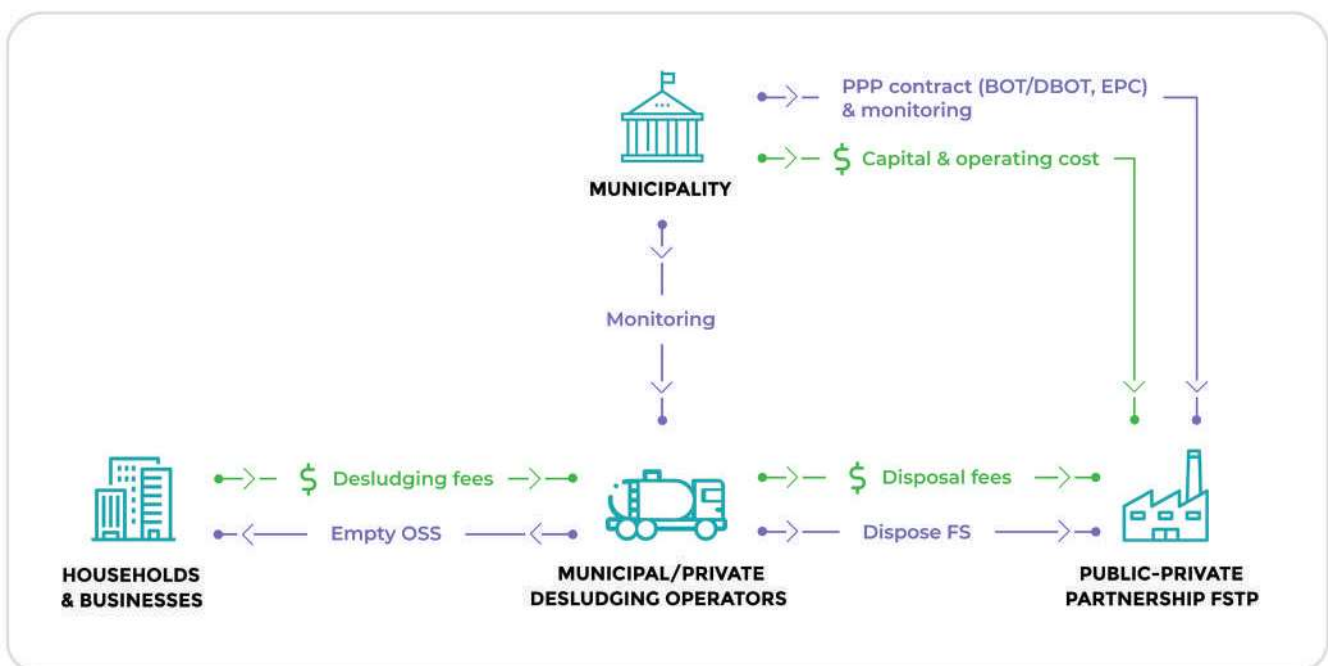 PPP contract (BOT/DBOT, EPC)
& monitoring
$ Capital & operating cost
MUNICIPALITY
Monitoring
$ Desludging fees
$ Disposal fees
Empty OSS
Dispose FS
HOUSEHOLDS
& BUSINESSES
MUNICIPAL/PRIVATE
DESLUDGING OPERATORS
PUBLIC-PRIVATE
PARTNERSHIP FSTP